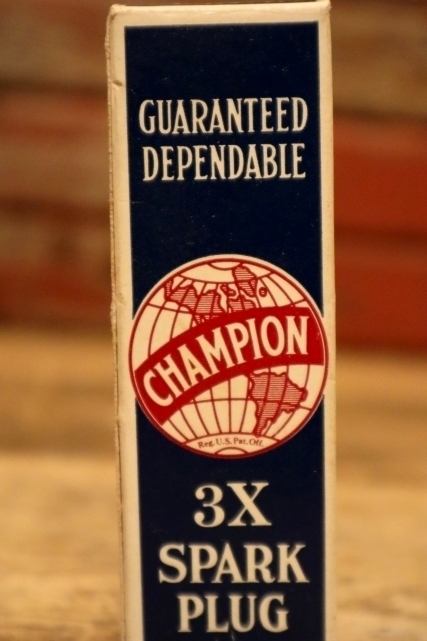 GUARANTEED
DEPENDABLE
CHAMPION
Reg. U.S. Pat. Off.
3X
SPARK
PLUG